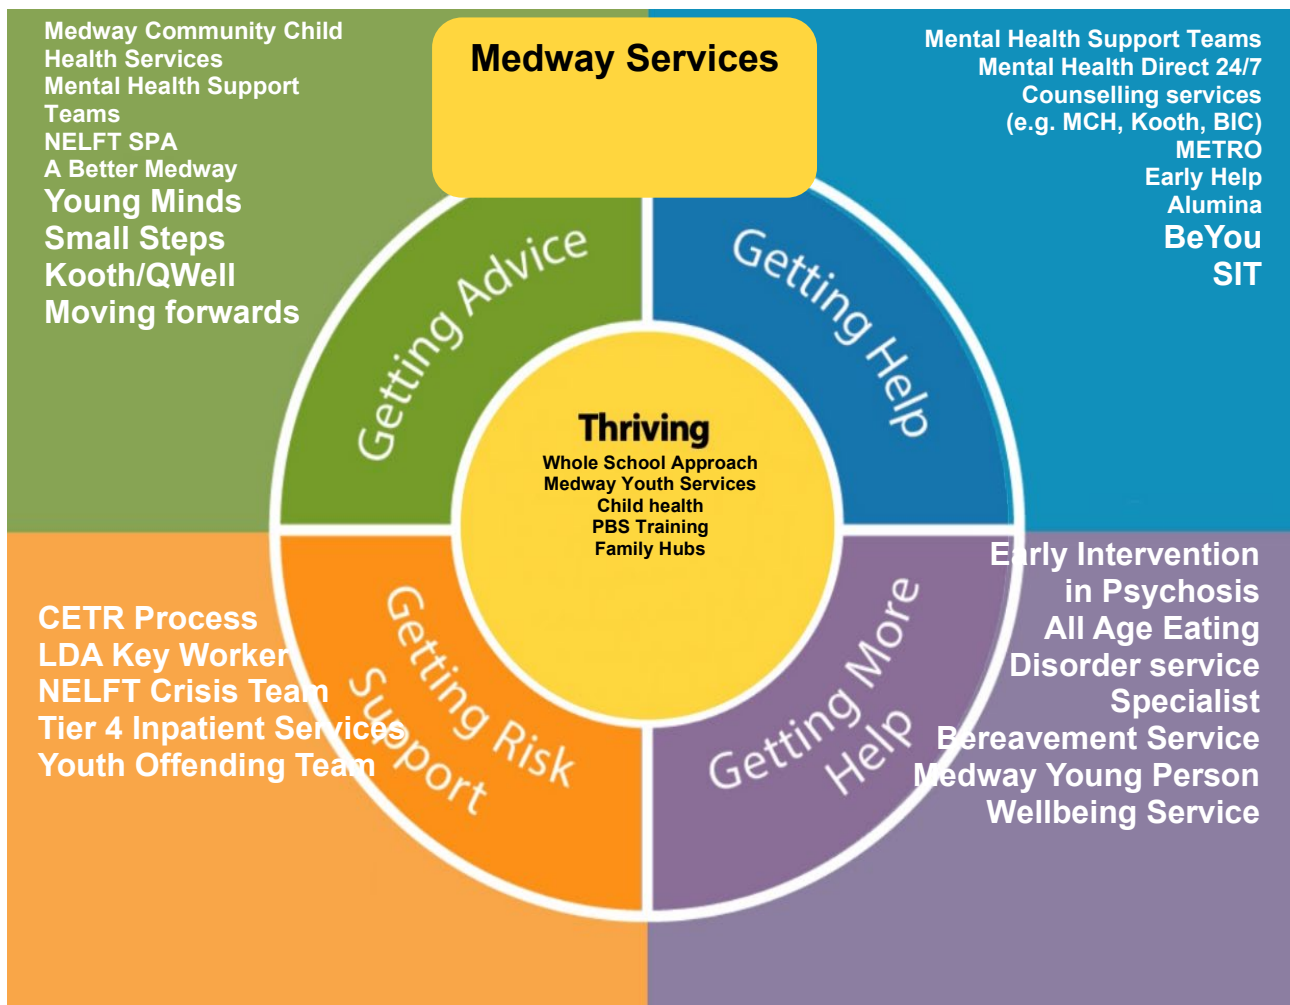 Medway Services
Medway Community Child
Health Services
Mental Health Support
Teams
NELFT SPA
A Better Medway
Young Minds
Small Steps
Kooth/QWell
Moving forwards
Mental Health Support Teams
Mental Health Direct 24/7
Counselling services
(e.g. MCH, Kooth, BIC)
METRO
Early Help
Alumina
BeYou
SIT
Getting Advice
Getting Help
Thriving
Whole School Approach
Medway Youth Services
Child health
PBS Training
Family Hubs
CETR Process
LDA Key Worker
NELFT Crisis Team
Tier 4 Inpatient Services
Youth Offending Team
Getting Risk
Support
Getting More
Help
Early Intervention
in Psychosis
All Age Eating
Disorder service
Specialist
Bereavement Service
Medway Young Person
Wellbeing Service